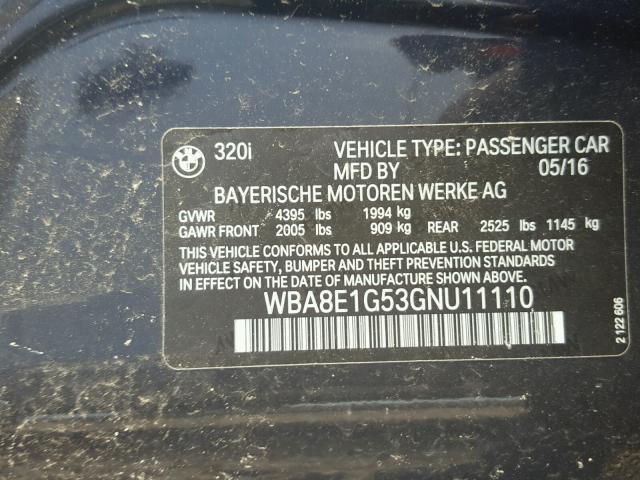 320i VEHICLE TYPE: PASSENGER CAR
MFD BY 05/16
BAYERISCHE MOTOREN WERKE AG
GVWR 4395 lbs 1994 kg
GAWR FRONT 2005 lbs 909 kg REAR 2525 lbs 1145 kg
THIS VEHICLE CONFORMS TO ALL APPLICABLE U.S. FEDERAL MOTOR
VEHICLE SAFETY, BUMPER AND THEFT PREVENTION STANDARDS
IN EFFECT ON THE DATE OF MANUFACTURE SHOWN ABOVE.
WBA8E1G53GNU11110
2 122 606